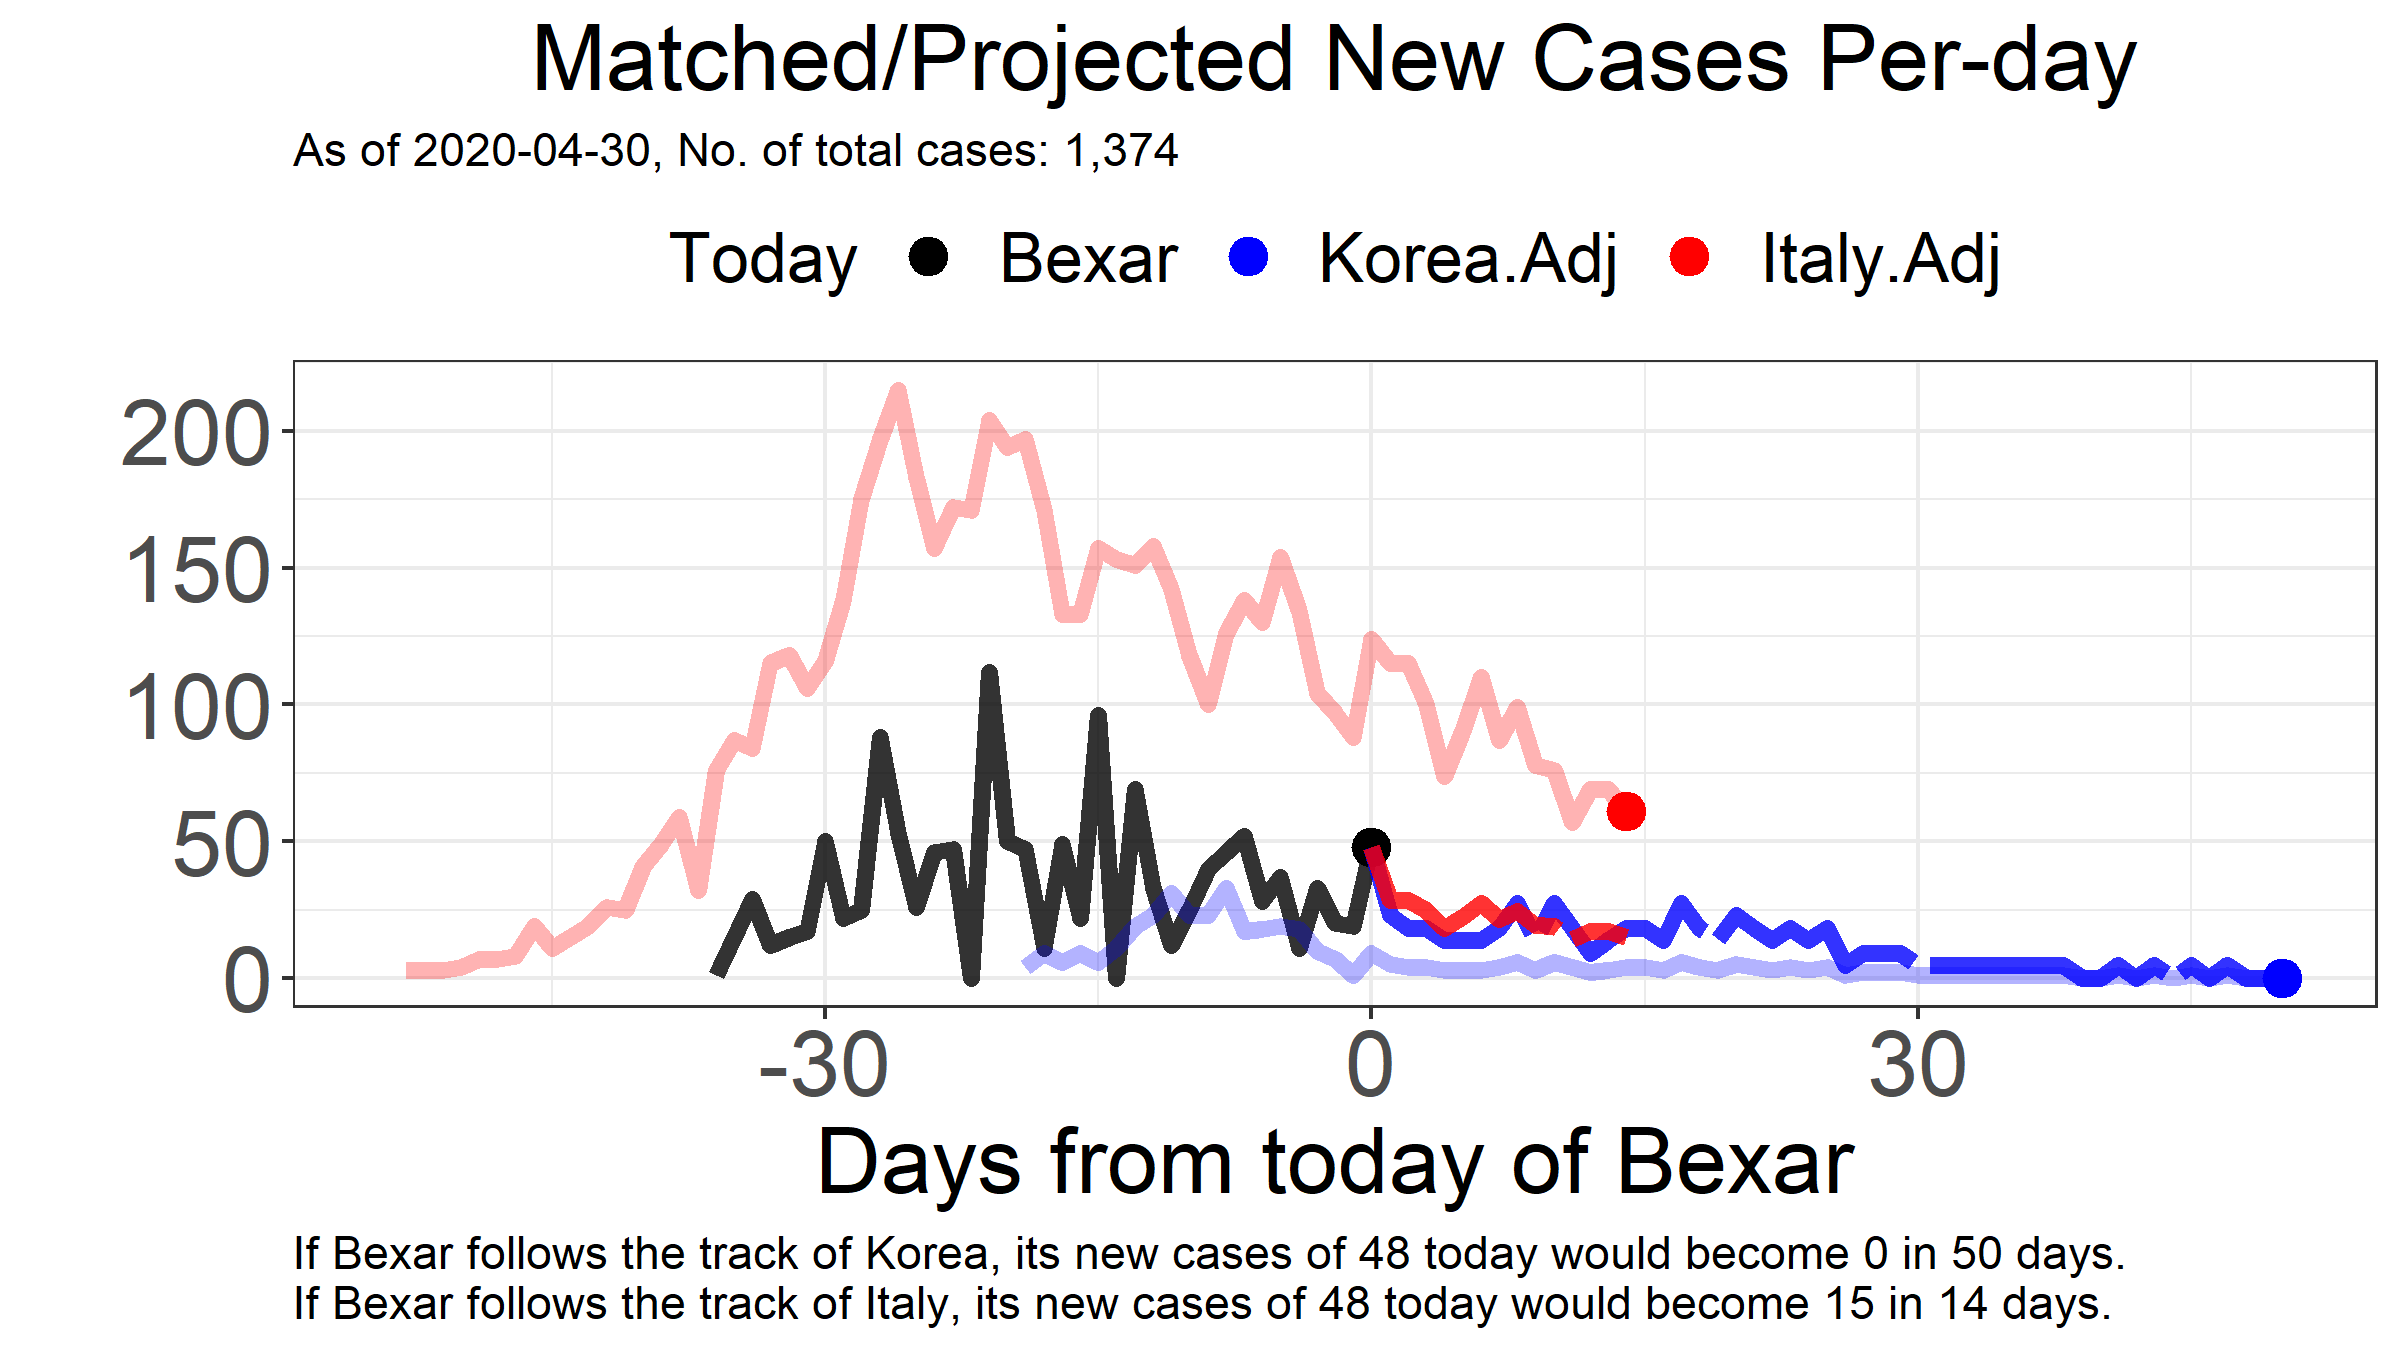 Matched/Projected New Cases Per-day
As of 2020-04-30, No. of total cases: 1,374
Today Bexar Korea.Adj Italy.Adj
200
150
100
50
0
-30 0 30
Days from today of Bexar
If Bexar follows the track of Korea, its new cases of 48 today would become 0 in 50 days.
If Bexar follows the track of Italy, its new cases of 48 today would become 15 in 14 days.